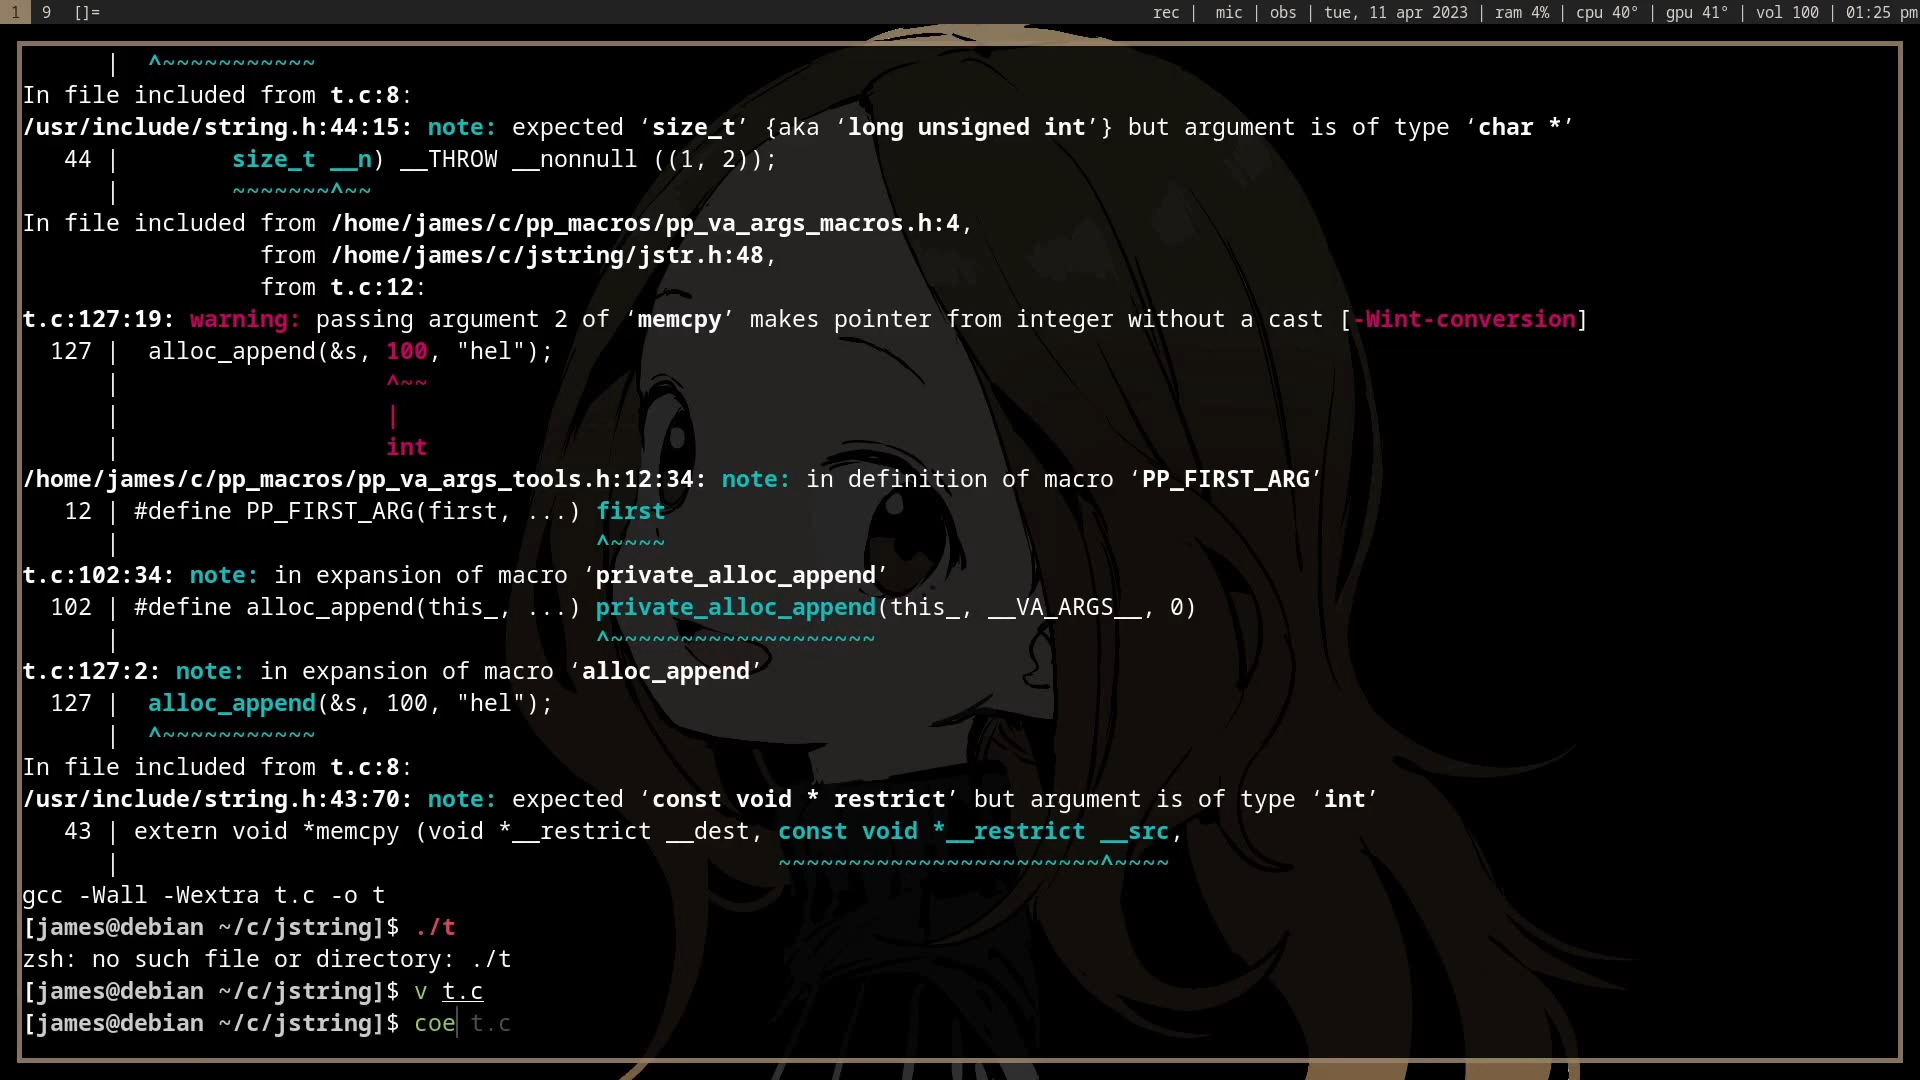 1 9 []= rec | mic | obs | tue, 11 apr 2023 | ram 4% | cpu 40° | gpu 41° | vol 100 | 01:25 pm
| ^~~~~~~~~~~~
In file included from t.c:8:
/usr/include/string.h:44:15: note: expected ‘size_t’ {aka ‘long unsigned int’} but argument is of type ‘char *’
44 | size_t __n) __THROW __nonnull ((1, 2));
| ~~~~~~~^~~
In file included from /home/james/c/pp_macros/pp_va_args_macros.h:4,
from /home/james/c/jstring/jstr.h:48,
from t.c:12:
t.c:127:19: warning: passing argument 2 of ‘memcpy’ makes pointer from integer without a cast [-Wint-conversion]
127 | alloc_append(&s, 100, "hel");
| ^~~
| |
| int
/home/james/c/pp_macros/pp_va_args_tools.h:12:34: note: in definition of macro ‘PP_FIRST_ARG’
12 | #define PP_FIRST_ARG(first, ...) first
| ^~~~~
t.c:102:34: note: in expansion of macro ‘private_alloc_append’
102 | #define alloc_append(this_, ...) private_alloc_append(this_, __VA_ARGS__, 0)
| ^~~~~~~~~~~~~~~~~~~~
t.c:127:2: note: in expansion of macro ‘alloc_append’
127 | alloc_append(&s, 100, "hel");
| ^~~~~~~~~~~~
In file included from t.c:8:
/usr/include/string.h:43:70: note: expected ‘const void * restrict’ but argument is of type ‘int’
43 | extern void *memcpy (void *__restrict __dest, const void *__restrict __src,
| ~~~~~~~~~~~~~~~~~~~~~~~^~~~~
gcc -Wall -Wextra t.c -o t
[james@debian ~/c/jstring]$ ./t
zsh: no such file or directory: ./t
[james@debian ~/c/jstring]$ v t.c
[james@debian ~/c/jstring]$ coe t.c